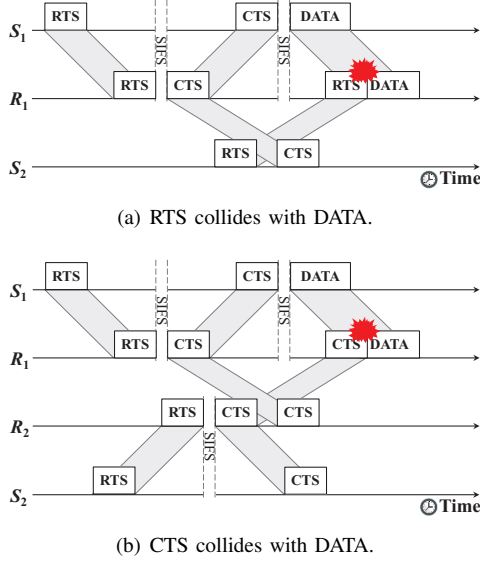 RTS CTS DATA
S1
SIFS SIFS
RTS CTS RTS DATA
R1
RTS CTS
S2
Time
(a) RTS collides with DATA.
RTS CTS DATA
S1
SIFS SIFS
RTS CTS CTS DATA
R1
RTS CTS CTS
R2
SIFS
RTS CTS
S2
Time
(b) CTS collides with DATA.